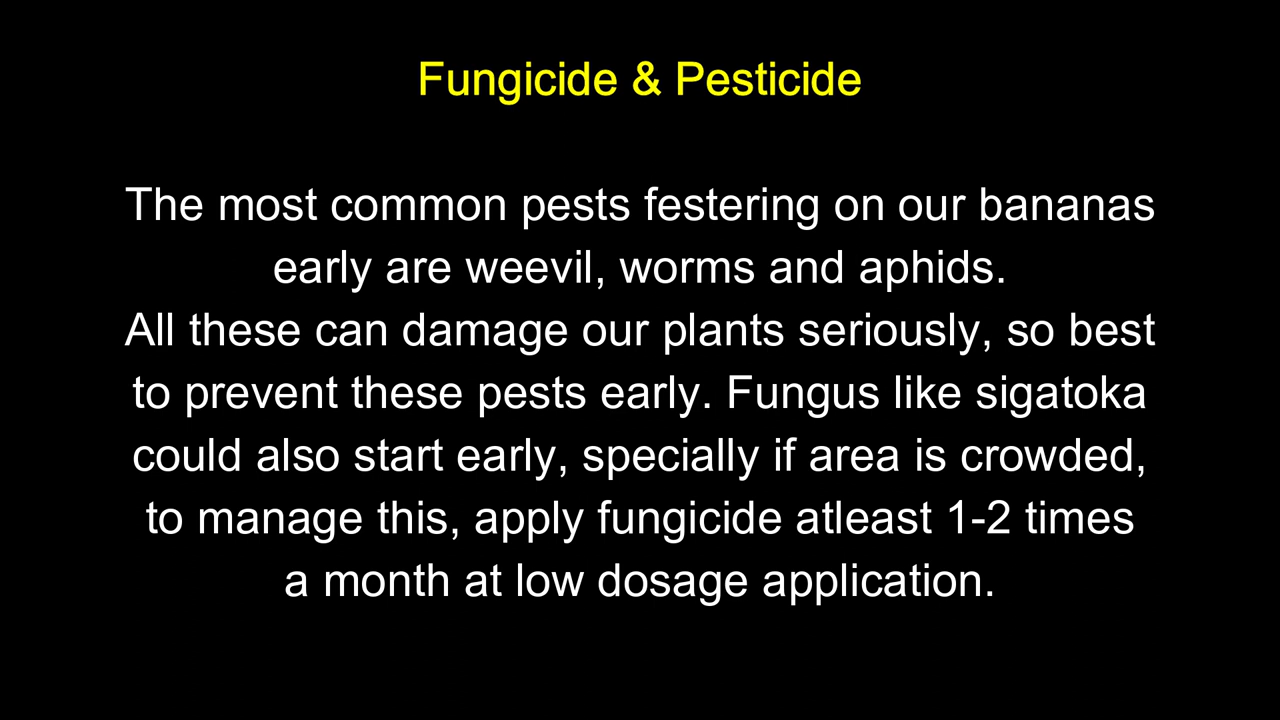 Fungicide & Pesticide
The most common pests festering on our bananas
early are weevil, worms and aphids.
All these can damage our plants seriously, so best
to prevent these pests early. Fungus like sigatoka
could also start early, specially if area is crowded,
to manage this, apply fungicide atleast 1-2 times
a month at low dosage application.